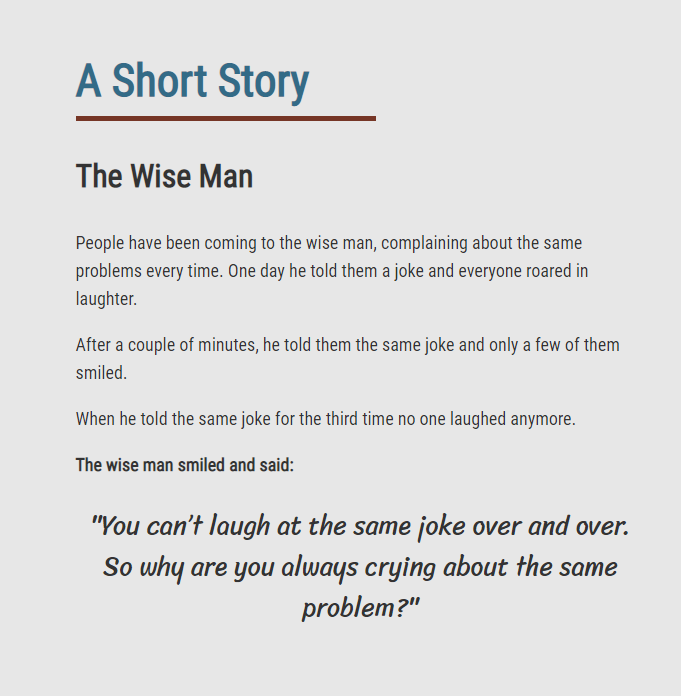 A Short Story
The Wise Man
People have been coming to the wise man, complaining about the same
problems every time. One day he told them a joke and everyone roared in
laughter.
After a couple of minutes, he told them the same joke and only a few of them
smiled.
When he told the same joke for the third time no one laughed anymore.
The wise man smiled and said:
"You can’t laugh at the same joke over and over.
So why are you always crying about the same
problem?"